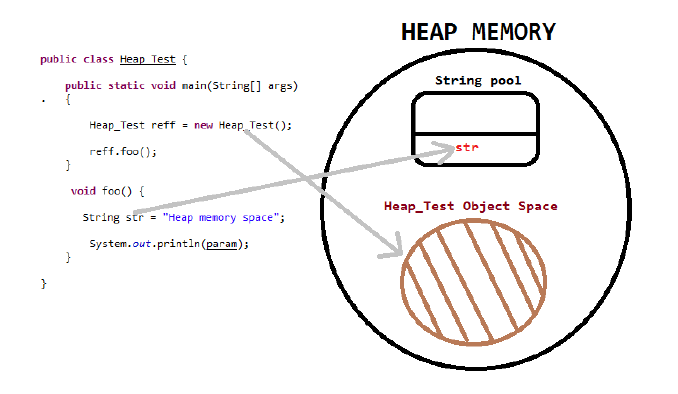 HEAP MEMORY
public class Heap_Test {
public static void main(String[] args)
. {
Heap_Test reff = new Heap_Test();
reff.foo();
}
void foo() {
String str = "Heap memory space";
System.out.println(param);
}
}
String pool
str
Heap_Test Object Space